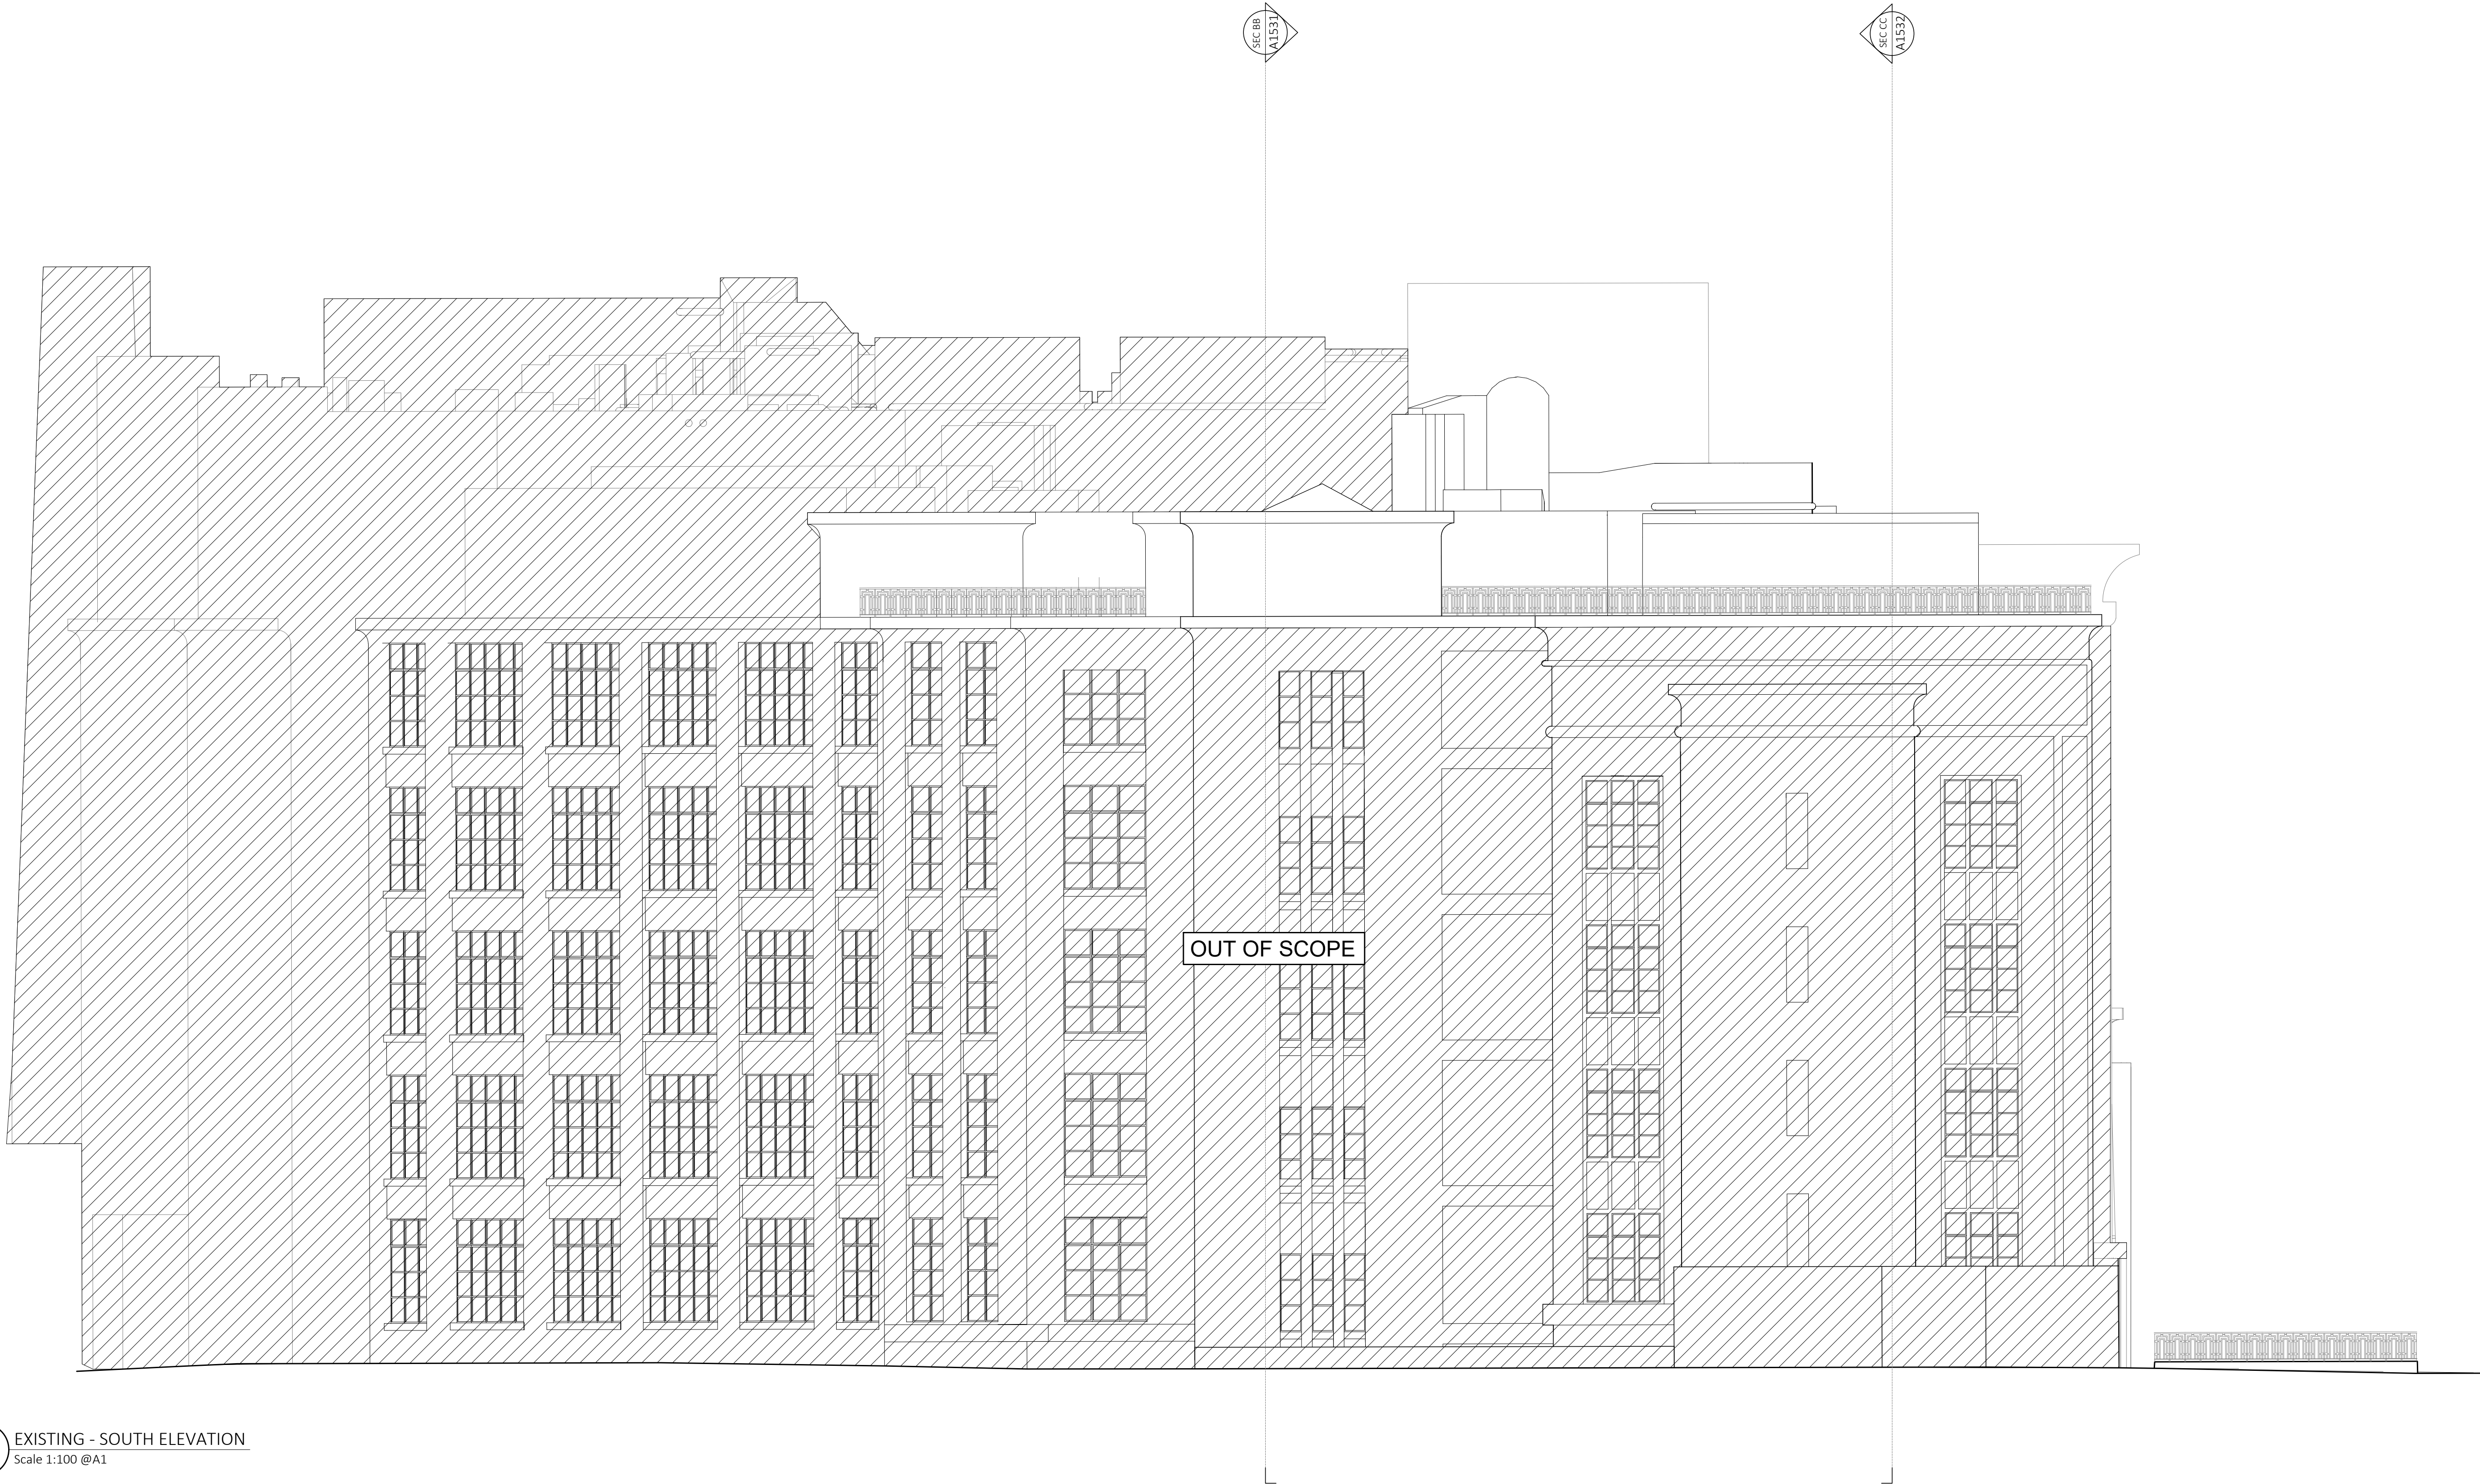 SEC BB
A1531
SEC CC
A1532
OUT OF SCOPE
EXISTING - SOUTH ELEVATION
Scale 1:100 @A1